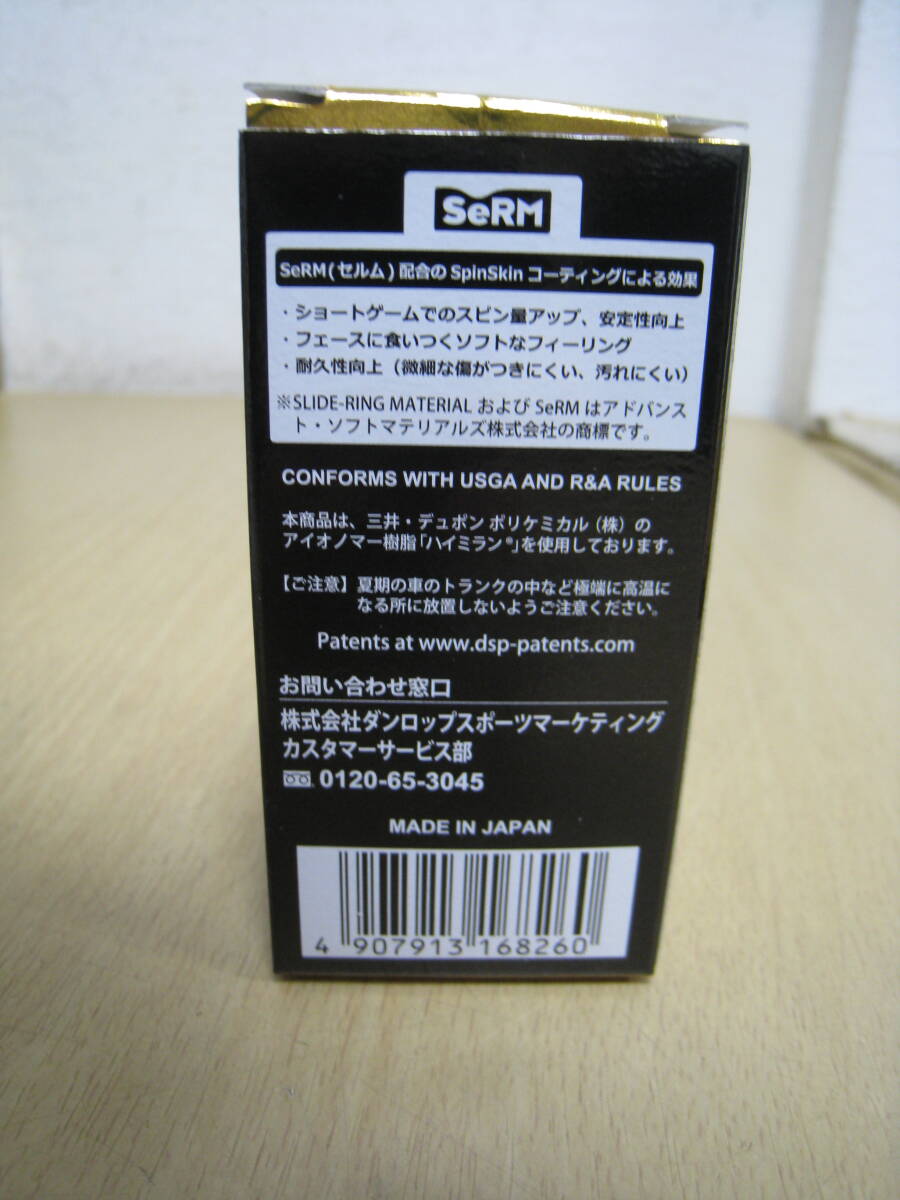 SeRM
SeRM(セルム)配合の SpinSkin コーティングによる効果
・ショートゲームでのスピン量アップ、安定性向上
・フェースに食いつくソフトなフィーリング
・耐久性向上(微細な傷がつきにくい、汚れにくい)
※SLIDE-RING MATERIAL および SeRM はアドバンス
ト・ソフトマテリアルズ株式会社の商標です。
CONFORMS WITH USGA AND R&A RULES
本商品は、三井・デュポン ポリケミカル(株)の
アイオノマー樹脂「ハイミラン®」を使用しております。
【ご注意】夏期の車のトランクの中など極端に高温に
なる所に放置しないようご注意ください。
Patents at www.dsp-patents.com
お問い合わせ窓口
株式会社ダンロップスポーツマーケティング
カスタマーサービス部
0120-65-3045
MADE IN JAPAN
4 907913 168260